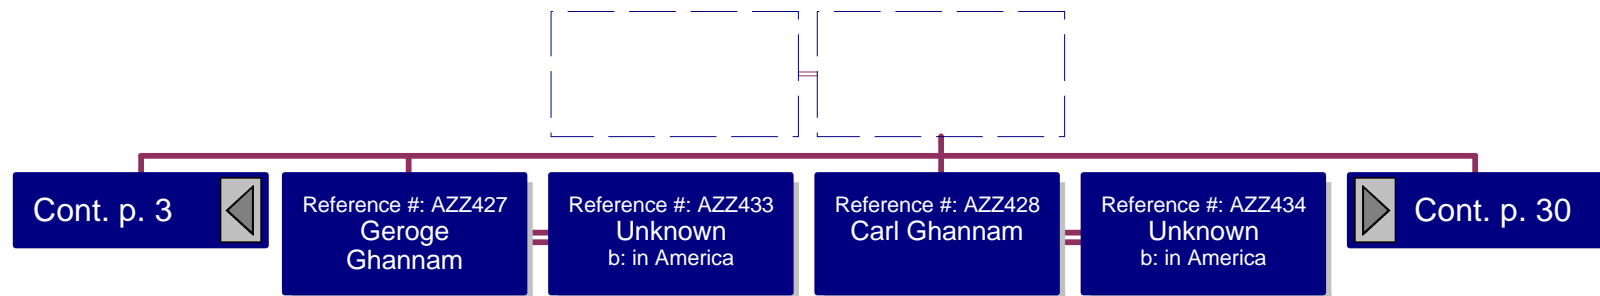 Cont. p. 3
Reference #: AZZ427
Geroge
Ghannam
Reference #: AZZ433
Unknown
b: in America
Reference #: AZZ428
Carl Ghannam
Reference #: AZZ434
Unknown
b: in America
Cont. p. 30